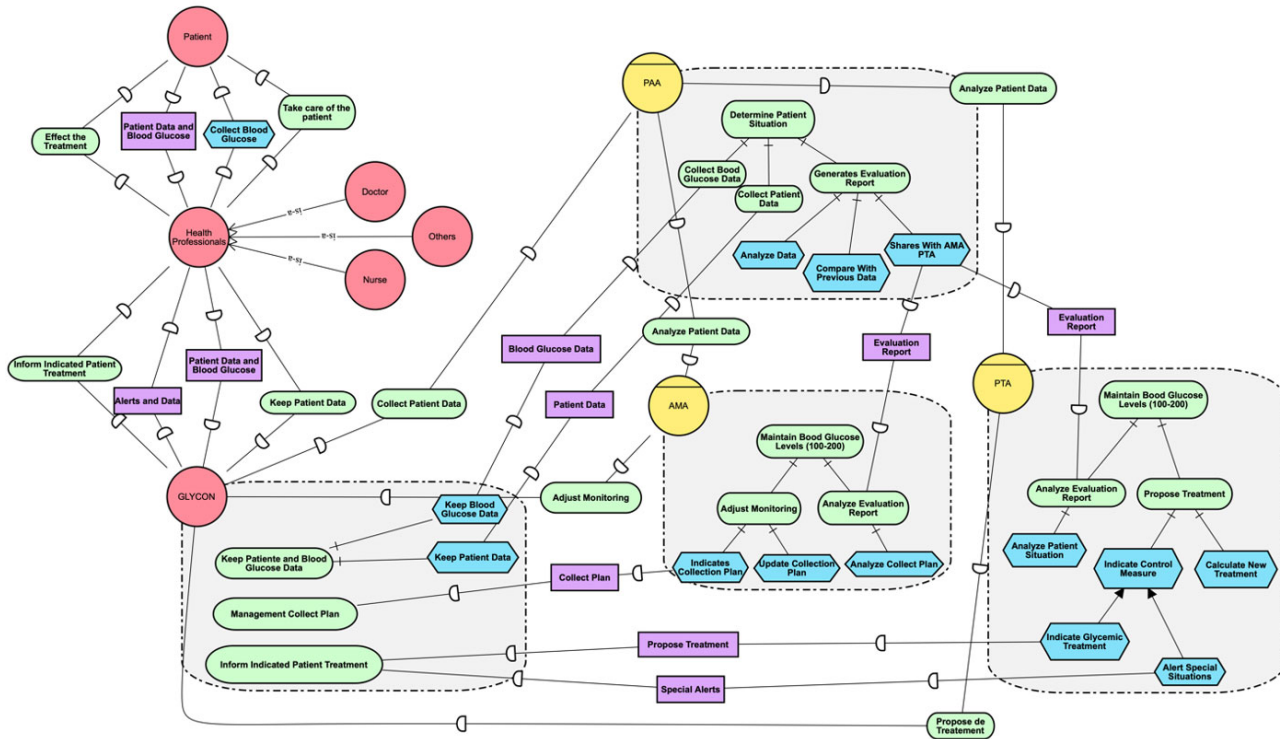 Patient
Effect the
Treatment
Patient Data and
Blood Glucose
Collect Blood
Glucose
Take care of the
patient
Health
Professionals
Doctor
Others
Nurse
is-a
is-a
is-a
Inform Indicated Patient
Treatment
Alerts and Data
Patient Data and
Blood Glucose
Keep Patient Data
Collect Patient Data
GLYCON
Keep Blood
Glucose Data
Keep Patient Data
Keep Patiente and Blood
Glucose Data
Management Collect Plan
Inform Indicated Patient Treatment
PAA
Determine Patient
Situation
Collect Bood
Glucose Data
Collect Patient
Data
Generates Evaluation
Report
Analyze Data
Compare With
Previous Data
Shares With AMA
PTA
Analyze Patient Data
Analyze Patient Data
Blood Glucose Data
Patient Data
Evaluation
Report
Evaluation
Report
AMA
Adjust Monitoring
Maintain Bood Glucose
Levels (100-200)
Adjust Monitoring
Analyze Evaluation
Report
Indicates
Collection Plan
Update Collection
Plan
Analyze Collect Plan
Collect Plan
PTA
Maintain Bood Glucose
Levels (100-200)
Analyze Evaluation
Report
Propose Treatment
Analyze Patient
Situation
Indicate Control
Measure
Calculate New
Treatment
Indicate Glycemic
Treatment
Alert Special
Situations
Propose Treatment
Special Alerts
Propose de
Treatement